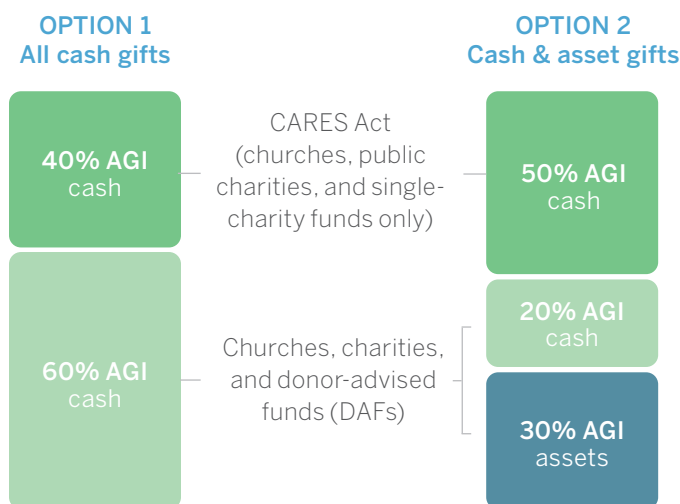 OPTION 1
All cash gifts
OPTION 2
Cash & asset gifts
40% AGI
cash
CARES Act
(churches, public
charities, and single-
charity funds only)
50% AGI
cash
60% AGI
cash
Churches, charities,
and donor-advised
funds (DAFs)
20% AGI
cash
30% AGI
assets